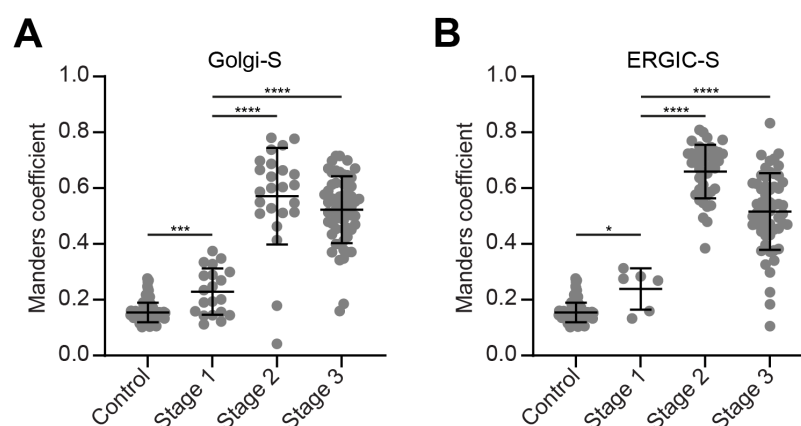 A
Golgi-S
Manders coefficient
1.0
0.8
0.6
0.4
0.2
0.0
****
****
***
Control
Stage 1
Stage 2
Stage 3
B
ERGIC-S
Manders coefficient
1.0
0.8
0.6
0.4
0.2
0.0
****
****
*
Control
Stage 1
Stage 2
Stage 3